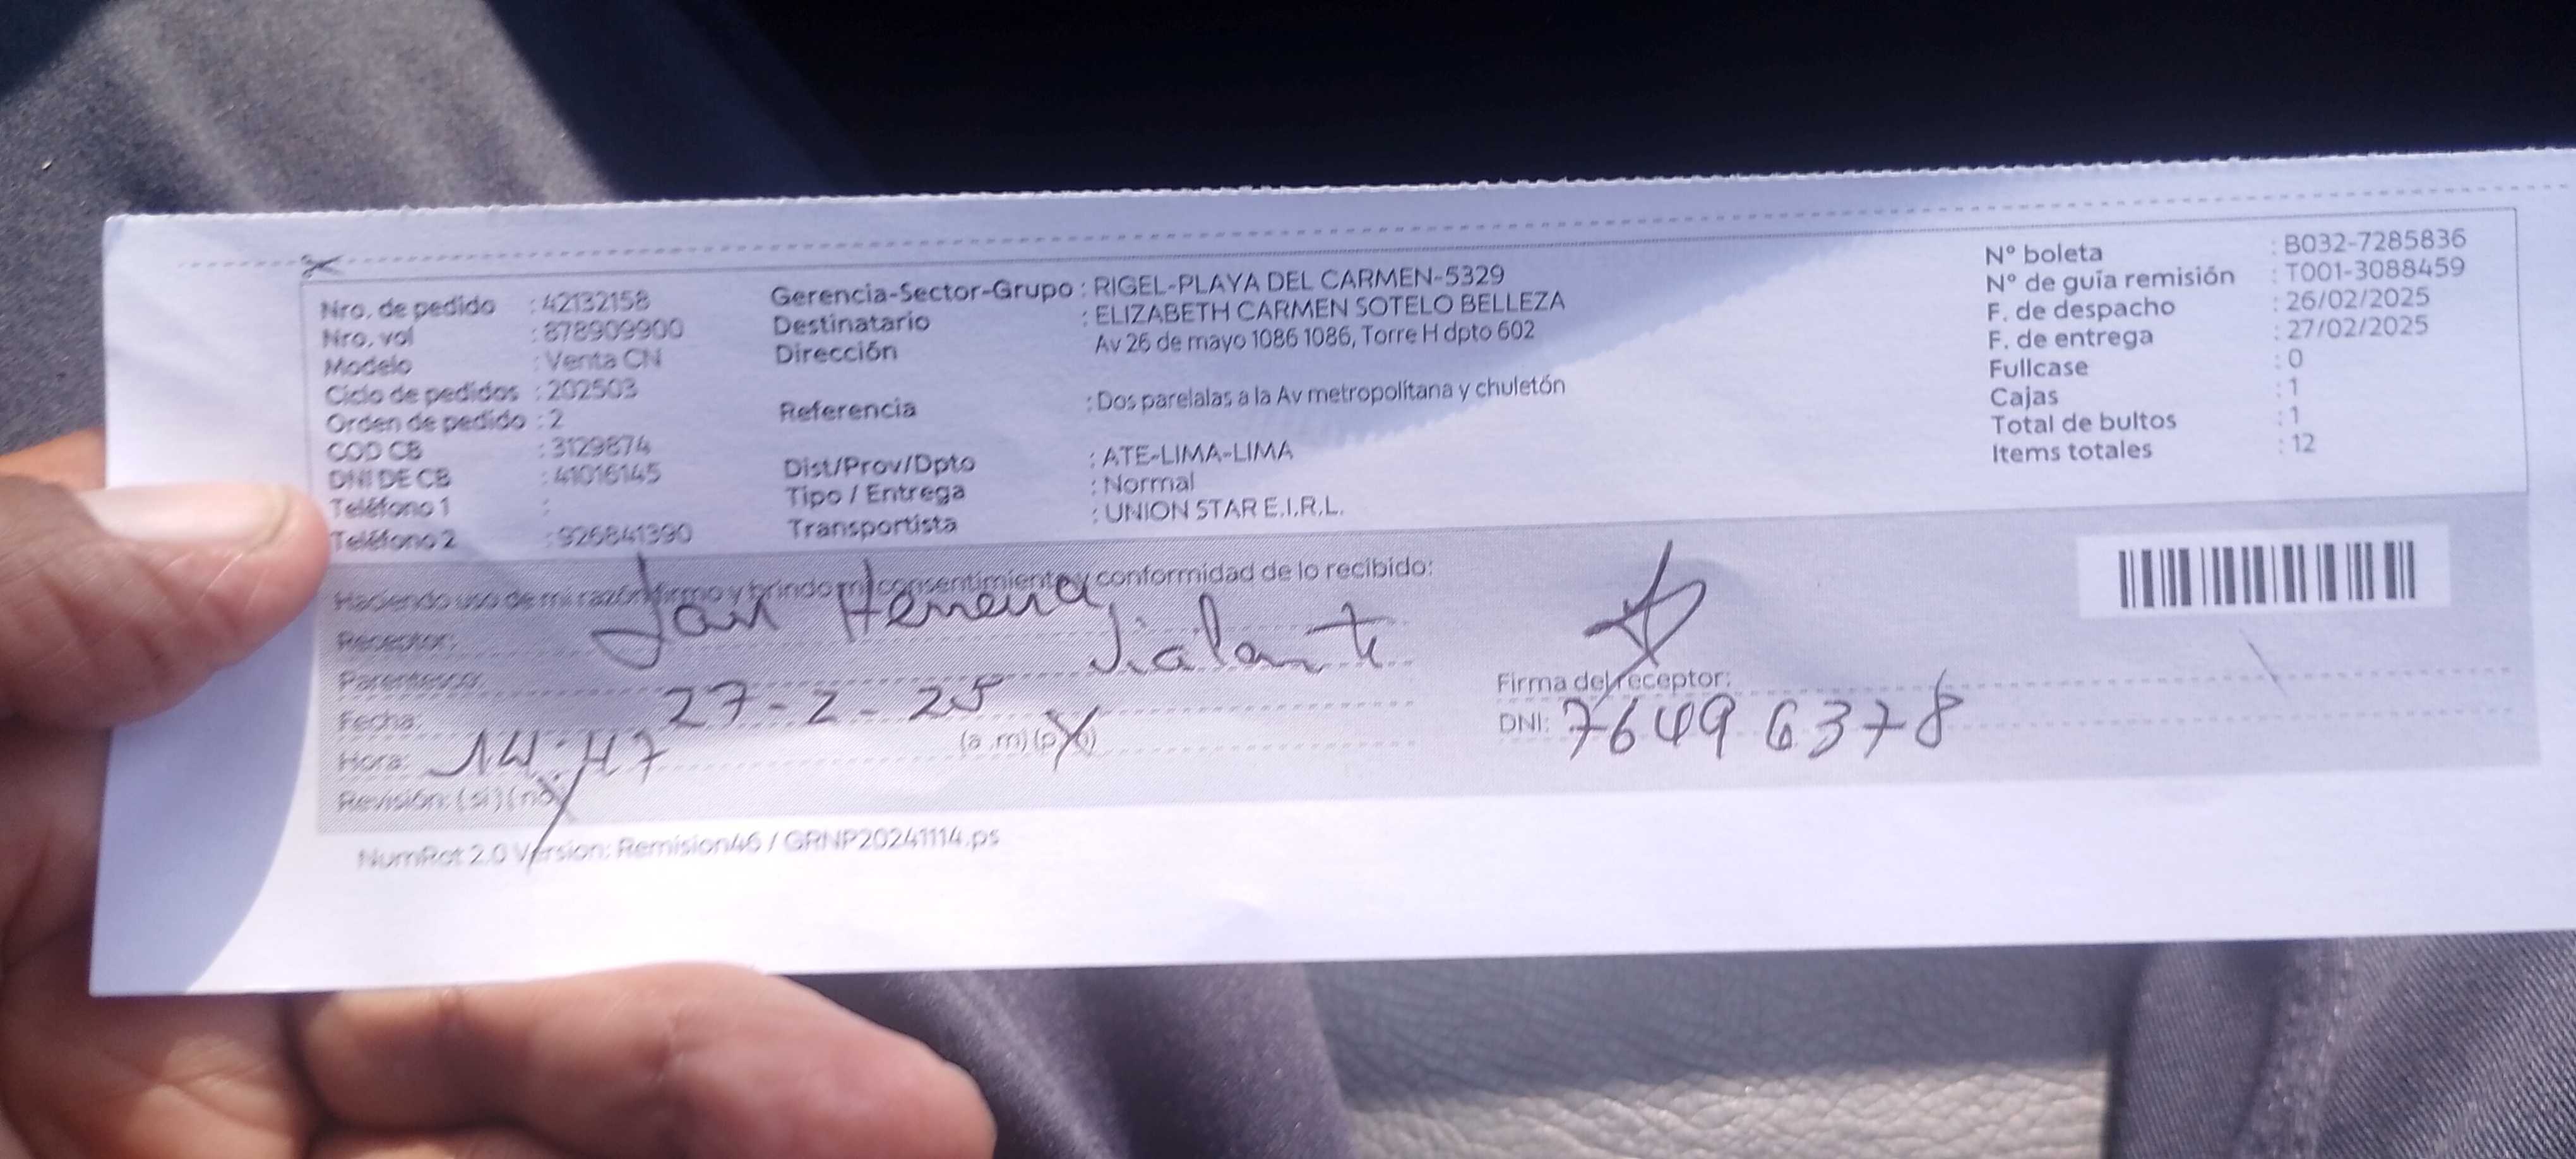 Nro. de pedido : 42132158
Nro. vol : 878909900
Modelo : Venta CN
Ciclo de pedidos : 202503
Orden de pedido : 2
COD CB : 3129874
DNI DE CB : 41016145
Teléfono 1 :
Teléfono 2 : 926841390
Gerencia-Sector-Grupo : RIGEL-PLAYA DEL CARMEN-5329
Destinatario : ELIZABETH CARMEN SOTELO BELLEZA
Dirección Av 26 de mayo 1086 1086, Torre H dpto 602
Referencia : Dos parelalas a la Av metropolitana y chuletón
Dist/Prov/Dpto : ATE-LIMA-LIMA
Tipo / Entrega : Normal
Transportista : UNION STAR E.I.R.L.
N° boleta : B032-7285836
N° de guía remisión : T001-3088459
F. de despacho : 26/02/2025
F. de entrega : 27/02/2025
Fullcase : 0
Cajas : 1
Total de bultos : 1
Items totales : 12
Haciendo uso de mi razón firmo y brindo mi consentimiento y conformidad de lo recibido:
Receptor: Herrera
Parentesco:
Fecha: 27-2-25
Hora: 14:47 (a.m) (p.m)
Revisión: (si) (no)
Firma del receptor:
DNI: 76496378
NumRot 2.0 Version: Remision46 / GRNP20241114.ps